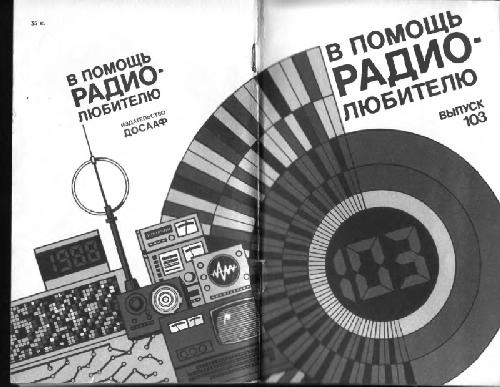 35 к.
В ПОМОЩЬ
РАДИО-
ЛЮБИТЕЛЮ
ИЗДАТЕЛЬСТВО
ДОСААФ
1988
В ПОМОЩЬ
РАДИО-
ЛЮБИТЕЛЮ
ВЫПУСК
103
103